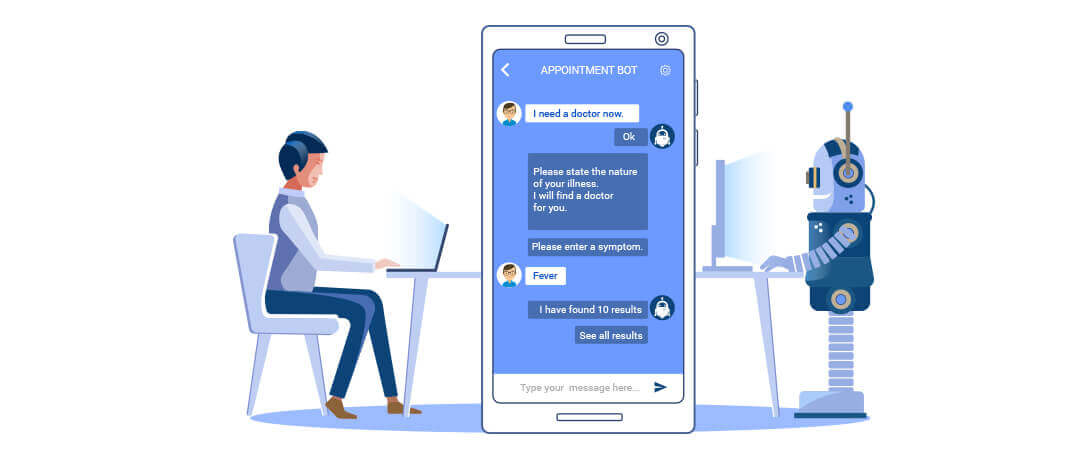 APPOINTMENT BOT
I need a doctor now.
Ok
Please state the nature
of your illness.
I will find a doctor
for you.
Please enter a symptom.
Fever
I have found 10 results
See all results
Type your message here...